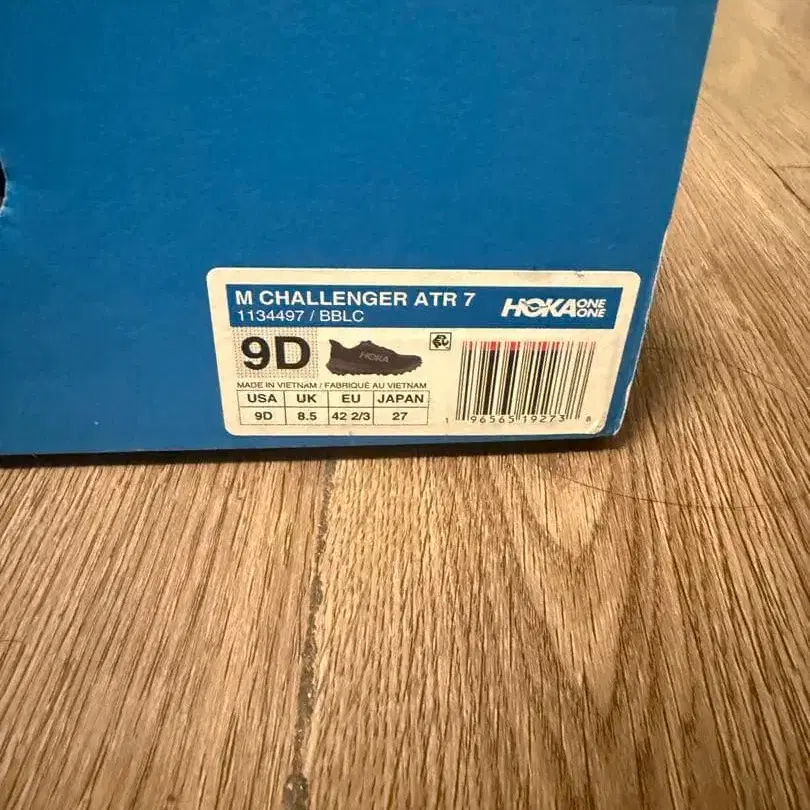 M CHALLENGER ATR 7
1134497 / BBLC
HOKA ONE ONE
9D
HOKA
MADE IN VIETNAM / FABRIQUÉ AU VIETNAM
USA UK EU JAPAN
9D 8.5 42 2/3 27
1 96565 19273 8